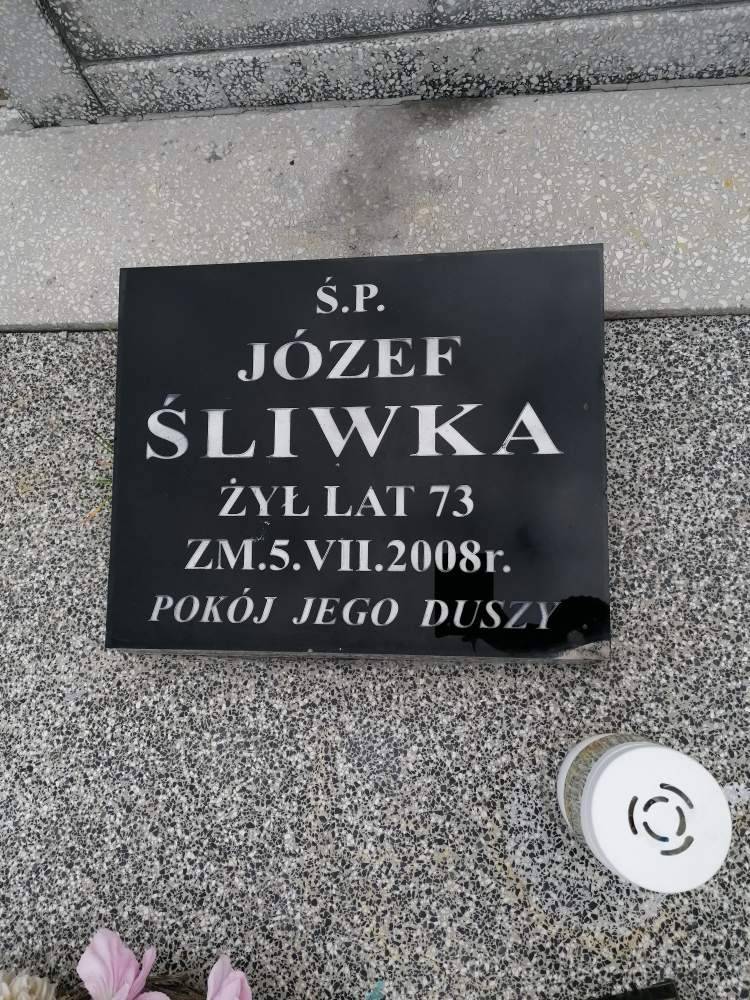 Ś.P.
JÓZEF
ŚLIWKA
ŻYŁ LAT 73
ZM.5.VII.2008r.
POKÓJ JEGO DUSZY